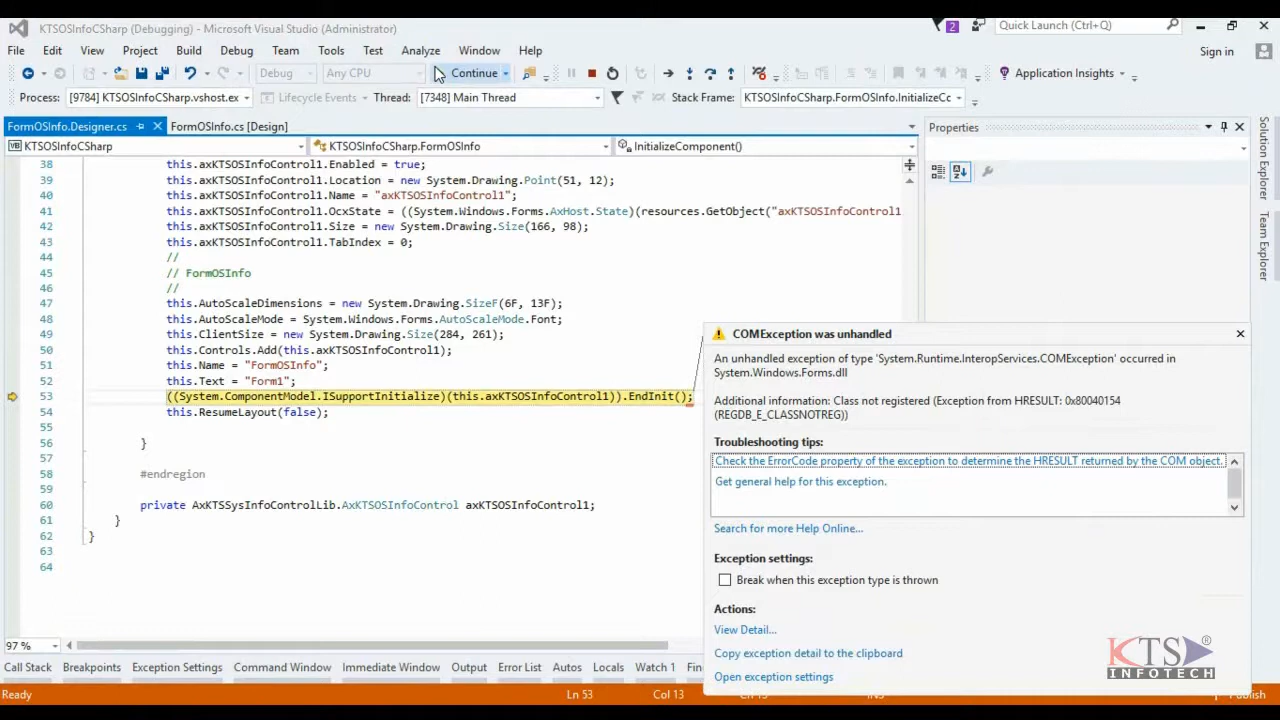 KTSOSInfoCSharp (Debugging) - Microsoft Visual Studio (Administrator)
2
Quick Launch (Ctrl+Q)
File Edit View Project Build Debug Team Tools Test Analyze Window Help
Sign in
Debug Any CPU Continue Application Insights
Process: [9784] KTSOSInfoCSharp.vshost.ex Lifecycle Events Thread: [7348] Main Thread Stack Frame: KTSOSInfoCSharp.FormOSInfo.InitializeCc
FormOSInfo.Designer.cs FormOSInfo.cs [Design]
KTSOSInfoCSharp KTSOSInfoCSharp.FormOSInfo InitializeComponent()
38 this.axKTSOSInfoControl1.Enabled = true;
39 this.axKTSOSInfoControl1.Location = new System.Drawing.Point(51, 12);
40 this.axKTSOSInfoControl1.Name = "axKTSOSInfoControl1";
41 this.axKTSOSInfoControl1.OcxState = ((System.Windows.Forms.AxHost.State)(resources.GetObject("axKTSOSInfoControl1
42 this.axKTSOSInfoControl1.Size = new System.Drawing.Size(166, 98);
43 this.axKTSOSInfoControl1.TabIndex = 0;
44 //
45 // FormOSInfo
46 //
47 this.AutoScaleDimensions = new System.Drawing.SizeF(6F, 13F);
48 this.AutoScaleMode = System.Windows.Forms.AutoScaleMode.Font;
49 this.ClientSize = new System.Drawing.Size(284, 261);
50 this.Controls.Add(this.axKTSOSInfoControl1);
51 this.Name = "FormOSInfo";
52 this.Text = "Form1";
53 ((System.ComponentModel.ISupportInitialize)(this.axKTSOSInfoControl1)).EndInit();
54 this.ResumeLayout(false);
55
56 }
57
58 #endregion
59
60 private AxKTSSysInfoControlLib.AxKTSOSInfoControl axKTSOSInfoControl1;
61 }
62 }
63
64
97 %
Properties
Solution Explorer
Team Explorer
COMException was unhandled
An unhandled exception of type 'System.Runtime.InteropServices.COMException' occurred in
System.Windows.Forms.dll
Additional information: Class not registered (Exception from HRESULT: 0x80040154
(REGDB_E_CLASSNOTREG))
Troubleshooting tips:
Check the ErrorCode property of the exception to determine the HRESULT returned by the COM object.
Get general help for this exception.
Search for more Help Online...
Exception settings:
Break when this exception type is thrown
Actions:
View Detail...
Copy exception detail to the clipboard
Open exception settings
KTS®
INFOTECH
Call Stack Breakpoints Exception Settings Command Window Immediate Window Output Error List Autos Locals Watch 1 Fin
Ready Ln 53 Col 13